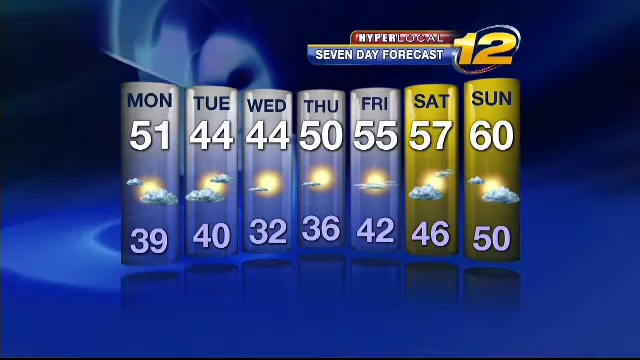 HYPERLOCAL
SEVEN DAY FORECAST 12
MON TUE WED THU FRI SAT SUN
51 44 44 50 55 57 60
39 40 32 36 42 46 50